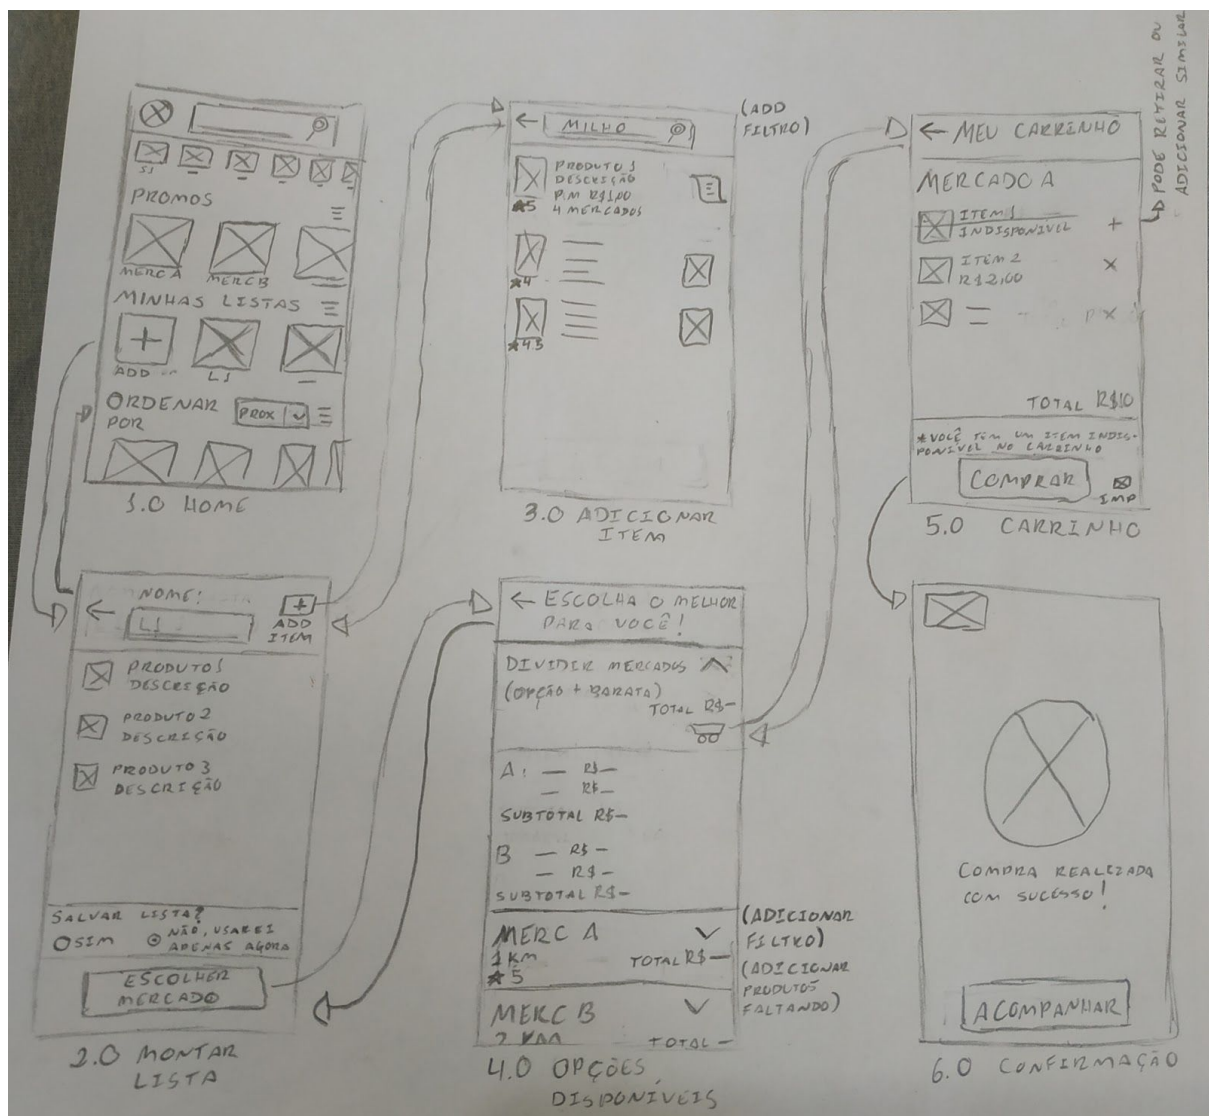 S1
PROMOS
MERC A
MERC B
MINHAS LISTAS
ADD
L1
ORDENAR
POR
PROX
1.0 HOME
NOME:
L1
ADD
ITEM
PRODUTO 1
DESCRIÇÃO
PRODUTO 2
DESCRIÇÃO
PRODUTO 3
DESCRIÇÃO
SALVAR LISTA?
SIM
NÃO, USAREI
APENAS AGORA
ESCOLHER
MERCADO
2.0 MONTAR
LISTA
MILHO
(ADD
FILTRO)
PRODUTO 1
DESCRIÇÃO
R$1,00
4 MERCADOS
★5
★4
★4.5
3.0 ADICIONAR
ITEM
ESCOLHA O MELHOR
PARA VOCÊ!
DIVIDIR MERCADOS
(OPÇÃO + BARATA)
TOTAL R$—
A: — R$—
— R$—
SUBTOTAL R$—
B — R$ —
— R$ —
SUBTOTAL R$—
MERC A
1 KM
★5
TOTAL R$ —
MERC B
2 KM
TOTAL —
(ADICIONAR
FILTRO)
(ADICIONAR
PRODUTOS
FALTANDO)
4.0 OPÇÕES
DISPONÍVEIS
← MEU CARRINHO
MERCADO A
ITEM 1
INDISPONIVEL
+
ITEM 2
R$2,00
×
TOTAL R$10
*VOCÊ TEM UM ITEM INDIS-
PONÍVEL NO CARRINHO
COMPRAR
IMP
5.0 CARRINHO
PODE RETIRAR OU
ADICIONAR SIMILAR
COMPRA REALIZADA
COM SUCESSO!
ACOMPANHAR
6.0 CONFIRMAÇÃO